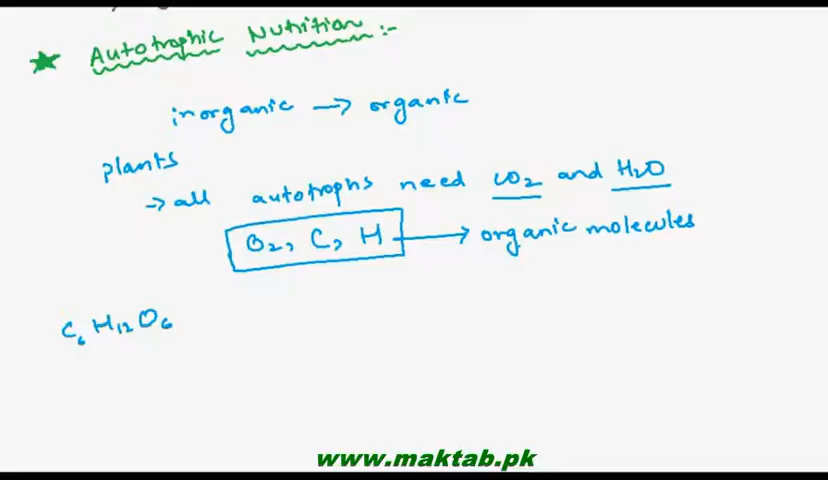 ★ Autotrophic Nutrition :-
inorganic → organic
plants
→ all autotrophs need CO2 and H2O
O2, C, H → organic molecules
C6H12O6
www.maktab.pk